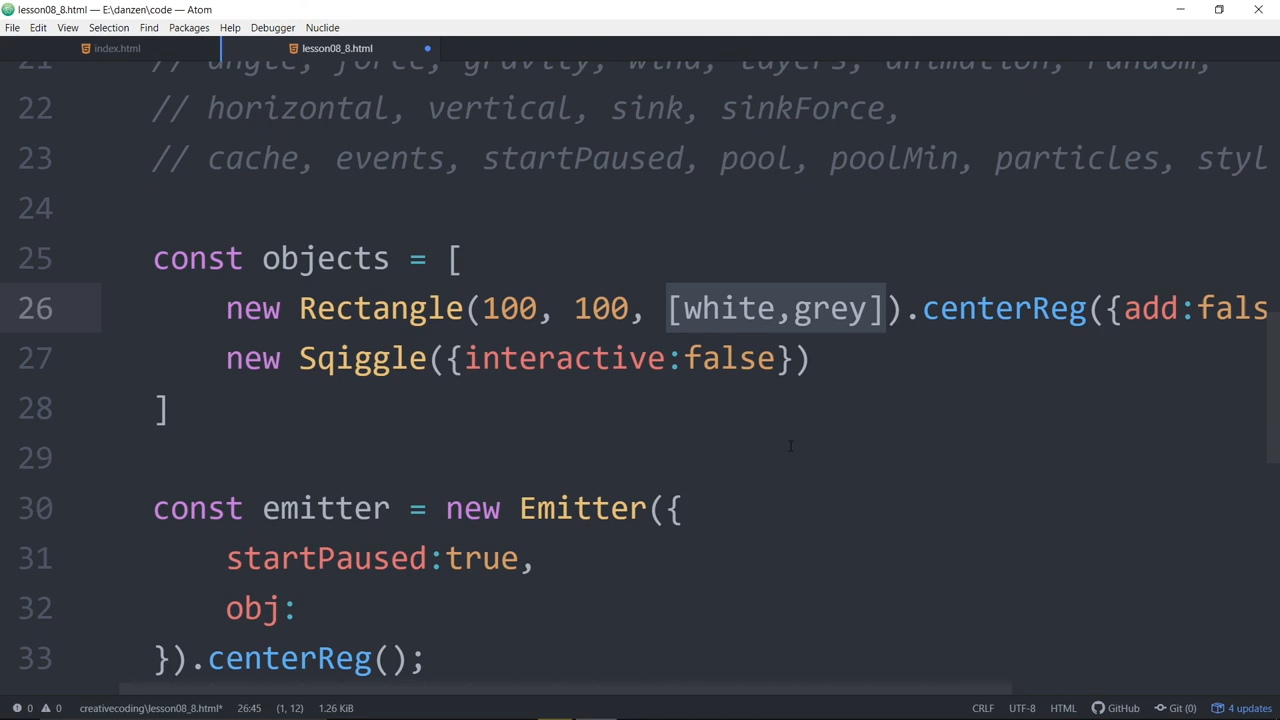 lesson08_8.html — E:\danzen\code — Atom
File Edit View Selection Find Packages Help Debugger Nuclide
index.html lesson08_8.html
21 // angle, force, gravity, wind, layers, animation, random,
22 // horizontal, vertical, sink, sinkForce,
23 // cache, events, startPaused, pool, poolMin, particles, styl
24
25 const objects = [
26 new Rectangle(100, 100, [white,grey]).centerReg({add:fals
27 new Sqiggle({interactive:false})
28 ]
29
30 const emitter = new Emitter({
31 startPaused:true,
32 obj:
33 }).centerReg();
0 0 creativecoding\lesson08_8.html* 26:45 (1, 12) 1.26 KiB CRLF UTF-8 HTML GitHub Git (0) 4 updates